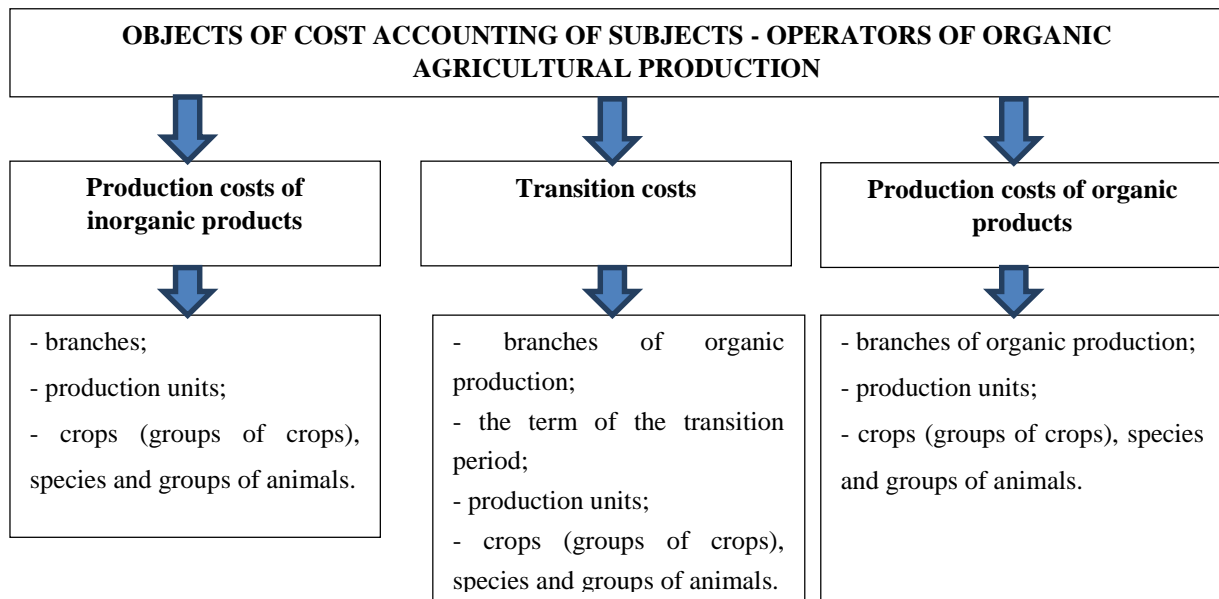 OBJECTS OF COST ACCOUNTING OF SUBJECTS - OPERATORS OF ORGANIC
AGRICULTURAL PRODUCTION
Production costs of
inorganic products
Transition costs
Production costs of organic
products
- branches;
- production units;
- crops (groups of crops),
species and groups of animals.
- branches of organic
production;
- the term of the transition
period;
- production units;
- crops (groups of crops),
species and groups of animals.
- branches of organic production;
- production units;
- crops (groups of crops), species
and groups of animals.